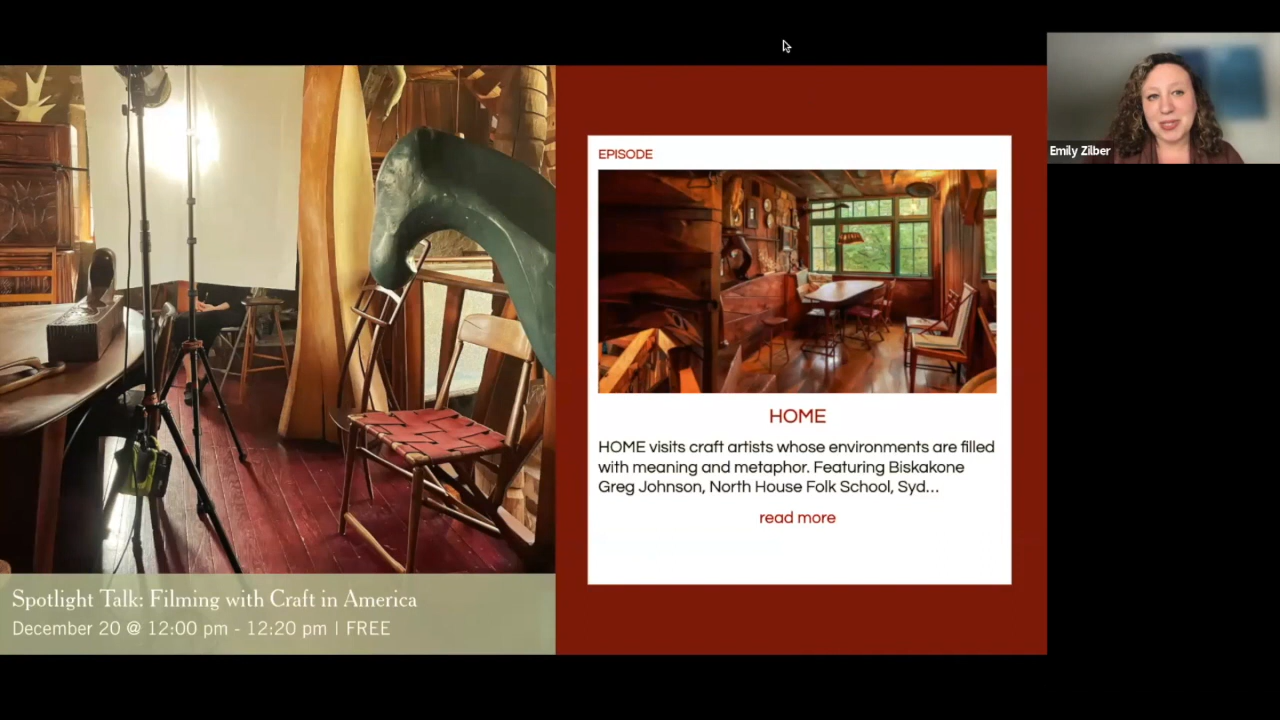 Spotlight Talk: Filming with Craft in America
December 20 @ 12:00 pm - 12:20 pm | FREE
EPISODE
HOME
HOME visits craft artists whose environments are filled
with meaning and metaphor. Featuring Biskakone
Greg Johnson, North House Folk School, Syd...
read more
Emily Zilber